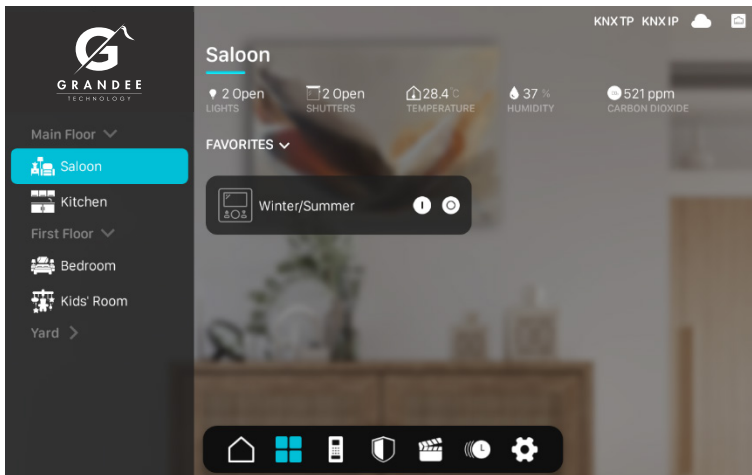 KNX TP KNX IP
GRANDEE
TECHNOLOGY
Main Floor
Saloon
Kitchen
First Floor
Bedroom
Kids' Room
Yard
Saloon
2 Open
LIGHTS
2 Open
SHUTTERS
28.4°C
TEMPERATURE
37 %
HUMIDITY
521 ppm
CARBON DIOXIDE
FAVORITES
Winter/Summer